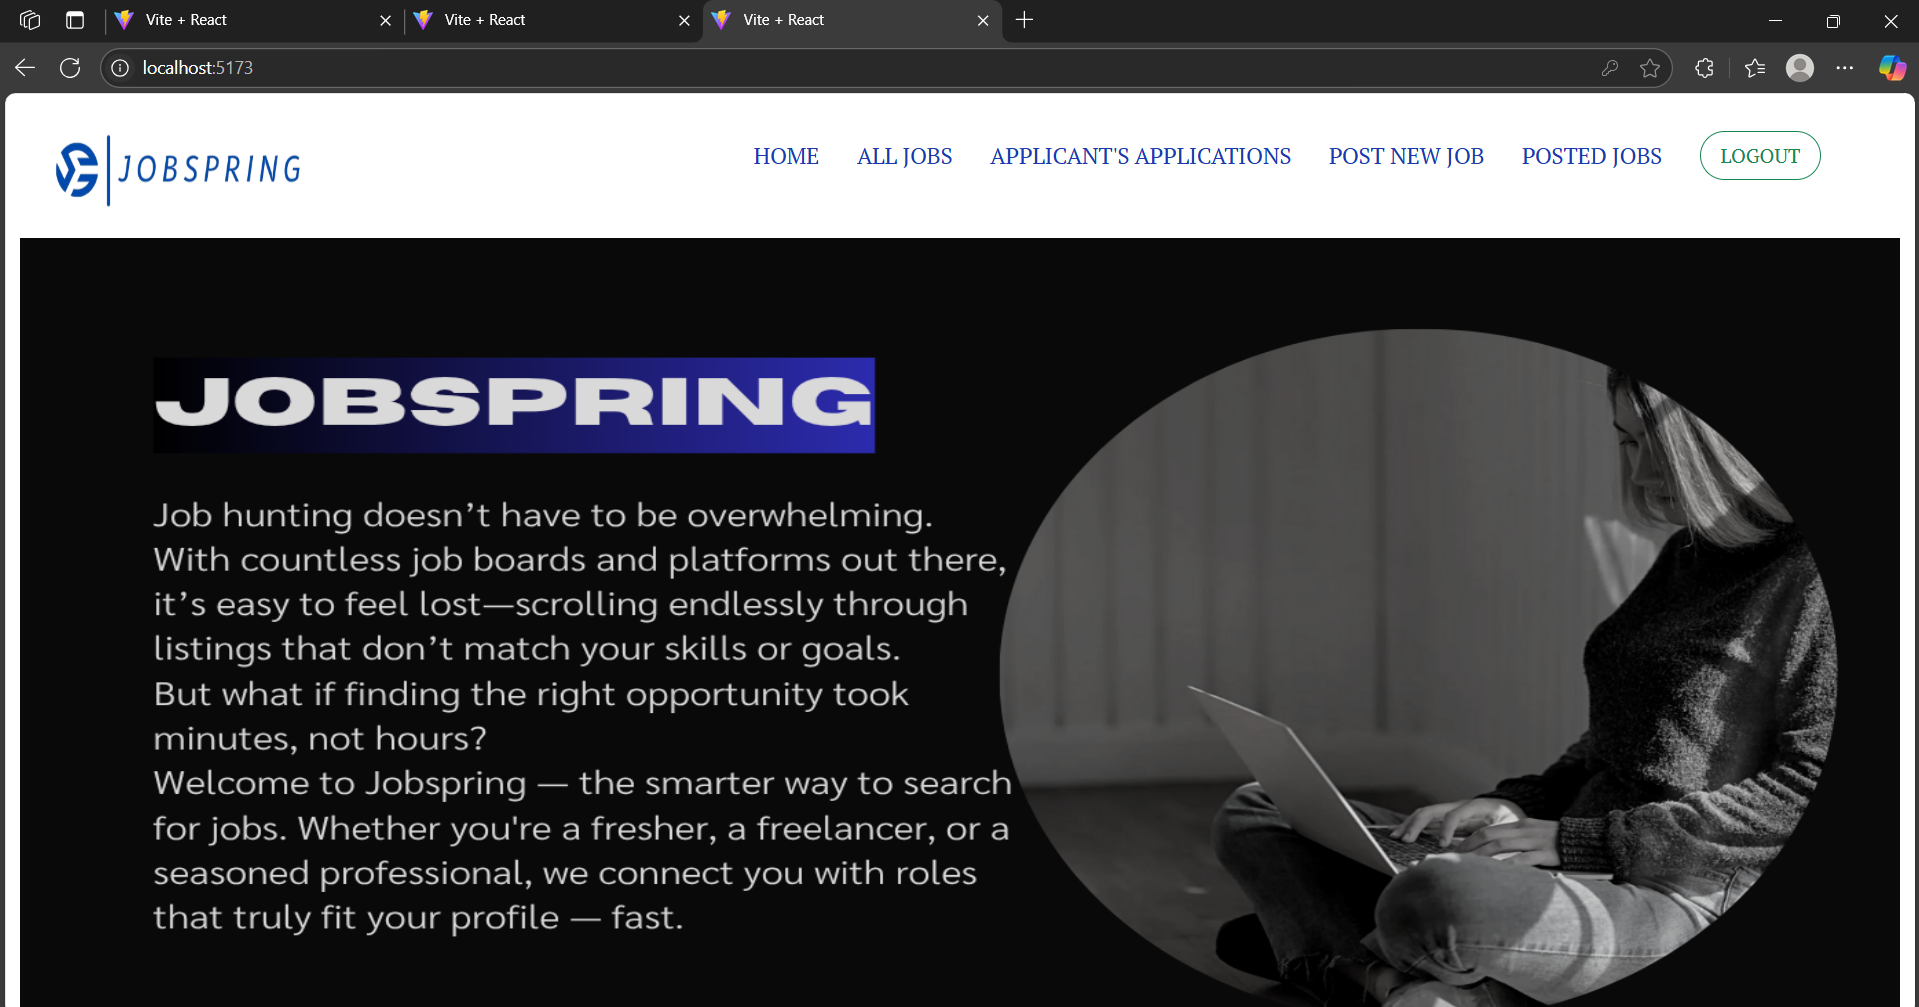 Vite + React
Vite + React
Vite + React
localhost:5173
JOBSPRING
HOME
ALL JOBS
APPLICANT'S APPLICATIONS
POST NEW JOB
POSTED JOBS
LOGOUT
JOBSPRING
Job hunting doesn’t have to be overwhelming.
With countless job boards and platforms out there,
it’s easy to feel lost—scrolling endlessly through
listings that don’t match your skills or goals.
But what if finding the right opportunity took
minutes, not hours?
Welcome to Jobspring — the smarter way to search
for jobs. Whether you're a fresher, a freelancer, or a
seasoned professional, we connect you with roles
that truly fit your profile — fast.